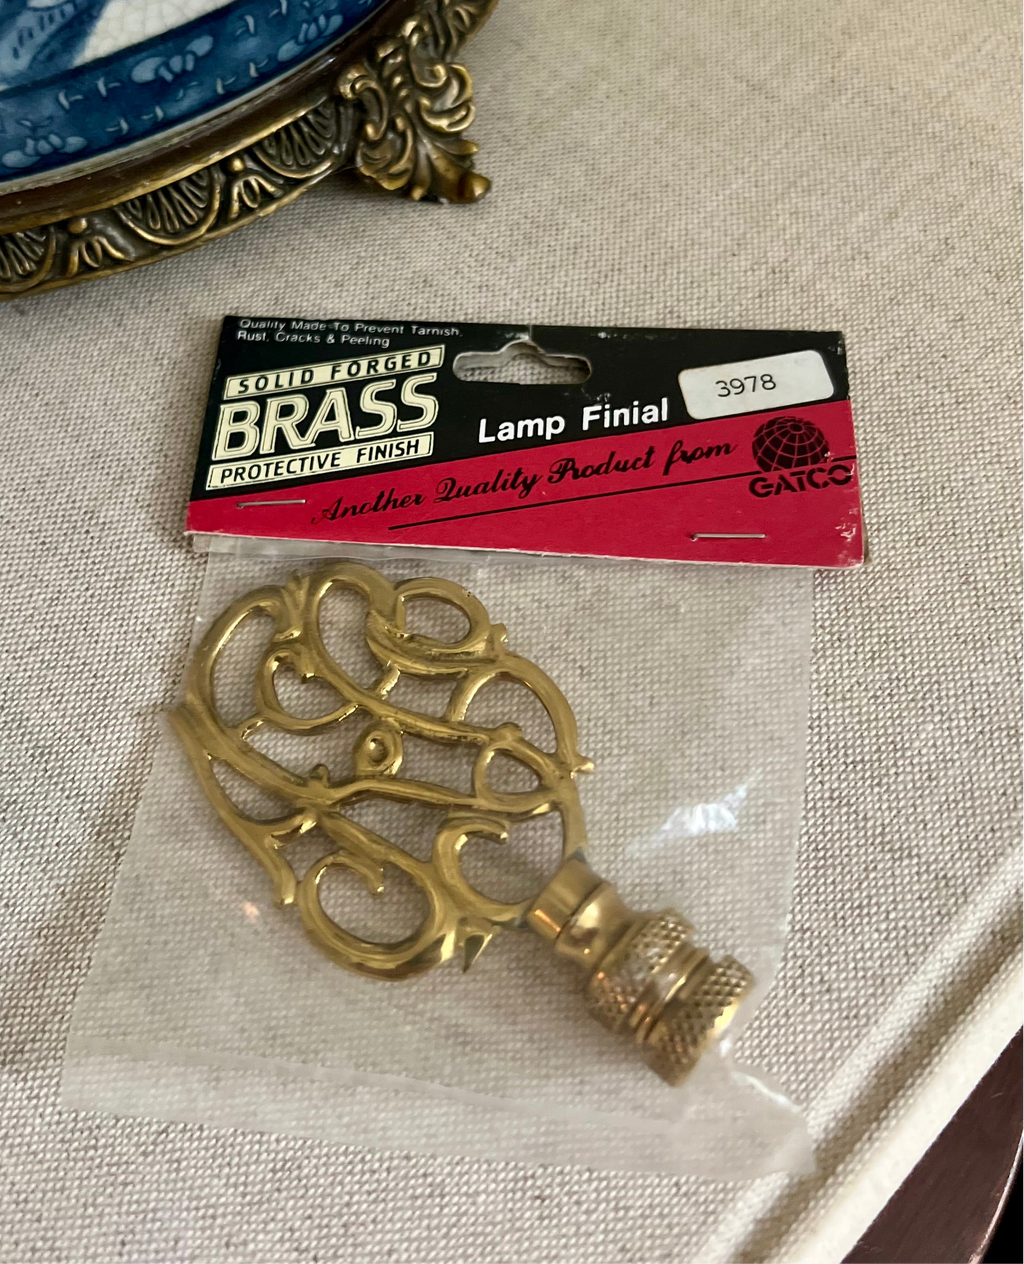 Quality Made To Prevent Tarnish,
Rust, Cracks & Peeling
SOLID FORGED
BRASS
PROTECTIVE FINISH
Lamp Finial
3978
Another Quality Product from
GATCO